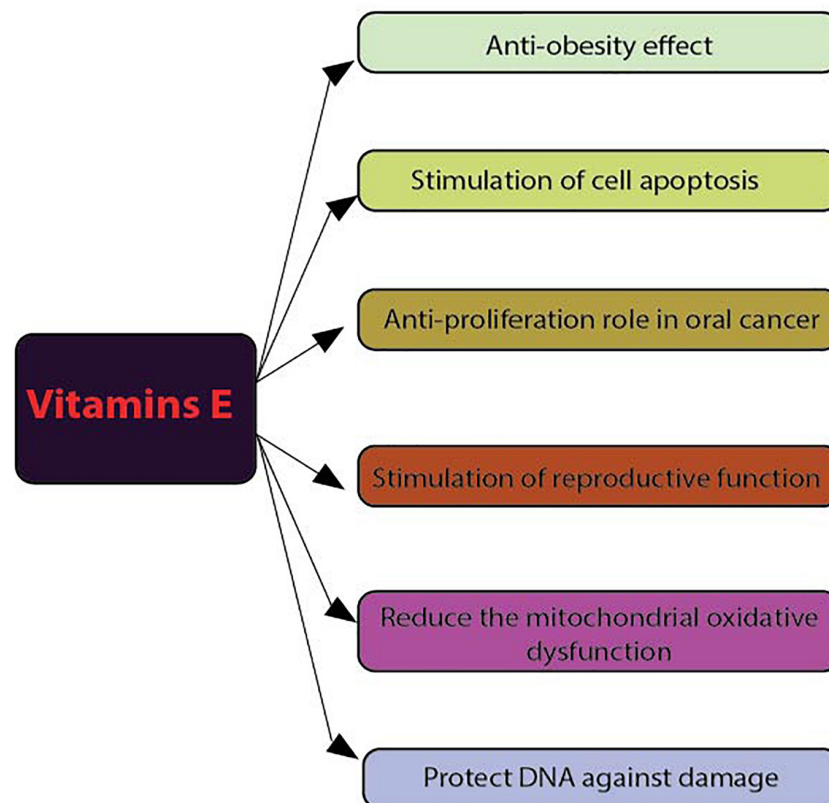 Anti-obesity effect
Stimulation of cell apoptosis
Anti-proliferation role in oral cancer
Vitamins E
Stimulation of reproductive function
Reduce the mitochondrial oxidative
dysfunction
Protect DNA against damage